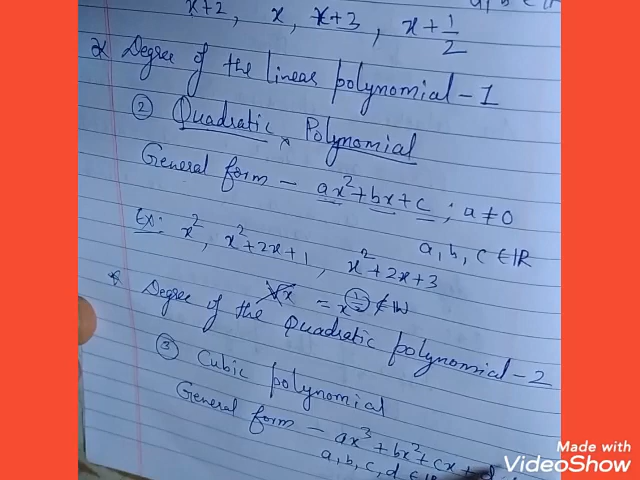 a, b ∈ IR
x+2, x, x+3, x+1/2
* Degree of the linear polynomial - 1
② Quadratic Polynomial
General form - ax²+bx+c ; a≠0
a, b, c ∈ IR
Ex: x², x²+2x+1, x²+2x+3
√x = x^(1/2) ∉ W
* Degree of the Quadratic polynomial - 2
③ Cubic polynomial
General form - ax³+bx²+cx+d
a, b, c, d ∈ IR
Made with
VideoShow